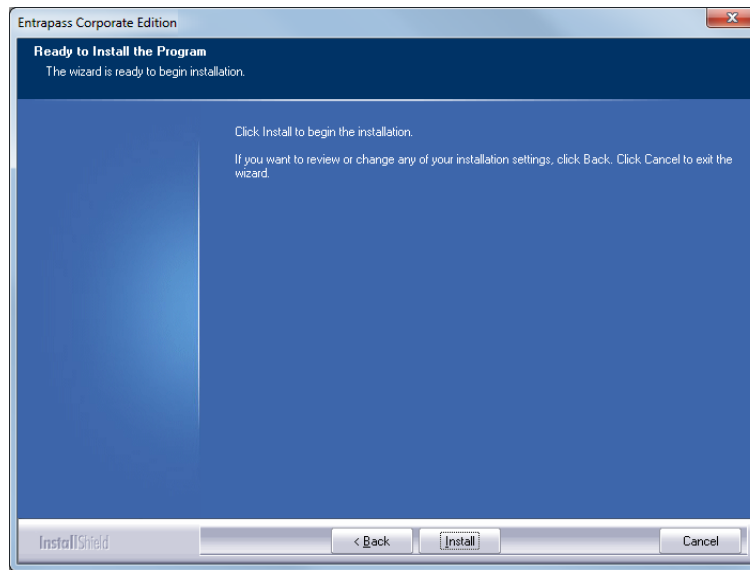 Entrapass Corporate Edition
Ready to Install the Program
The wizard is ready to begin installation.
Click Install to begin the installation.
If you want to review or change any of your installation settings, click Back. Click Cancel to exit the
wizard.
InstallShield
< Back
Install
Cancel